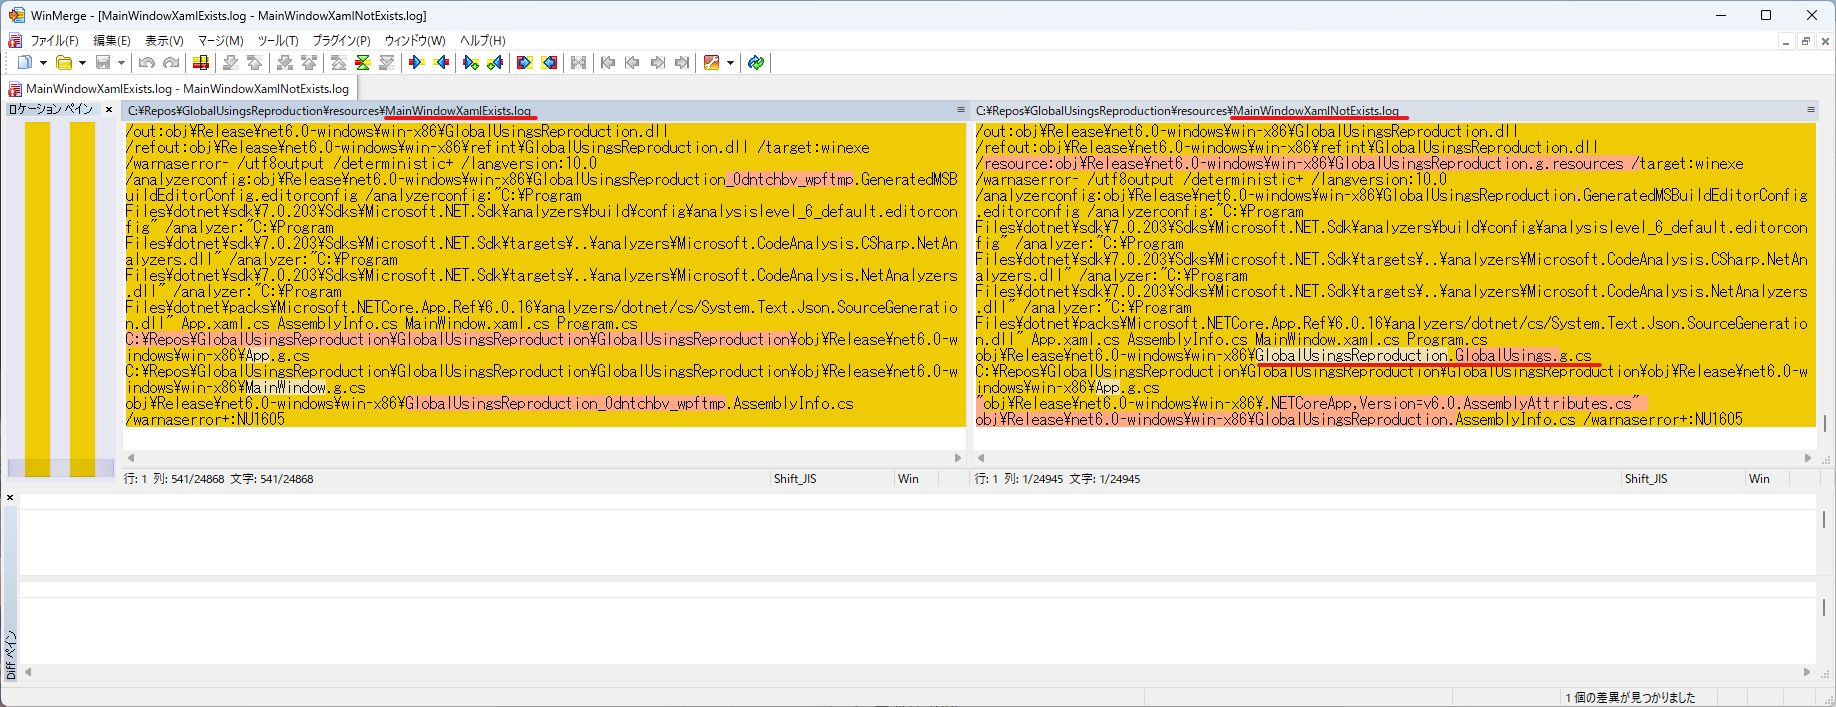 WinMerge - [MainWindowXamlExists.log - MainWindowXamlNotExists.log]
ファイル(F) 編集(E) 表示(V) マージ(M) ツール(T) プラグイン(P) ウィンドウ(W) ヘルプ(H)
MainWindowXamlExists.log - MainWindowXamlNotExists.log
ロケーション ペイン
C:¥Repos¥GlobalUsingsReproduction¥resources¥MainWindowXamlExists.log
/out:obj¥Release¥net6.0-windows¥win-x86¥GlobalUsingsReproduction.dll
/refout:obj¥Release¥net6.0-windows¥win-x86¥refint¥GlobalUsingsReproduction.dll /target:winexe
/warnaserror- /utf8output /deterministic+ /langversion:10.0
/analyzerconfig:obj¥Release¥net6.0-windows¥win-x86¥GlobalUsingsReproduction_0dntchbv_wpftmp.GeneratedMSB
uildEditorConfig.editorconfig /analyzerconfig:"C:¥Program
Files¥dotnet¥sdk¥7.0.203¥Sdks¥Microsoft.NET.Sdk¥analyzers¥build¥config¥analysislevel_6_default.editorcon
fig" /analyzer:"C:¥Program
Files¥dotnet¥sdk¥7.0.203¥Sdks¥Microsoft.NET.Sdk¥targets¥..¥analyzers¥Microsoft.CodeAnalysis.CSharp.NetAn
alyzers.dll" /analyzer:"C:¥Program
Files¥dotnet¥sdk¥7.0.203¥Sdks¥Microsoft.NET.Sdk¥targets¥..¥analyzers¥Microsoft.CodeAnalysis.NetAnalyzers
.dll" /analyzer:"C:¥Program
Files¥dotnet¥packs¥Microsoft.NETCore.App.Ref¥6.0.16¥analyzers/dotnet/cs/System.Text.Json.SourceGeneratio
n.dll" App.xaml.cs AssemblyInfo.cs MainWindow.xaml.cs Program.cs
C:¥Repos¥GlobalUsingsReproduction¥GlobalUsingsReproduction¥GlobalUsingsReproduction¥obj¥Release¥net6.0-w
indows¥win-x86¥App.g.cs
C:¥Repos¥GlobalUsingsReproduction¥GlobalUsingsReproduction¥GlobalUsingsReproduction¥obj¥Release¥net6.0-w
indows¥win-x86¥MainWindow.g.cs
obj¥Release¥net6.0-windows¥win-x86¥GlobalUsingsReproduction_0dntchbv_wpftmp.AssemblyInfo.cs
/warnaserror+:NU1605
行: 1 列: 541/24868 文字: 541/24868 Shift_JIS Win
C:¥Repos¥GlobalUsingsReproduction¥resources¥MainWindowXamlNotExists.log
/out:obj¥Release¥net6.0-windows¥win-x86¥GlobalUsingsReproduction.dll
/refout:obj¥Release¥net6.0-windows¥win-x86¥refint¥GlobalUsingsReproduction.dll
/resource:obj¥Release¥net6.0-windows¥win-x86¥GlobalUsingsReproduction.g.resources /target:winexe
/warnaserror- /utf8output /deterministic+ /langversion:10.0
/analyzerconfig:obj¥Release¥net6.0-windows¥win-x86¥GlobalUsingsReproduction.GeneratedMSBuildEditorConfig
.editorconfig /analyzerconfig:"C:¥Program
Files¥dotnet¥sdk¥7.0.203¥Sdks¥Microsoft.NET.Sdk¥analyzers¥build¥config¥analysislevel_6_default.editorcon
fig" /analyzer:"C:¥Program
Files¥dotnet¥sdk¥7.0.203¥Sdks¥Microsoft.NET.Sdk¥targets¥..¥analyzers¥Microsoft.CodeAnalysis.CSharp.NetAn
alyzers.dll" /analyzer:"C:¥Program
Files¥dotnet¥sdk¥7.0.203¥Sdks¥Microsoft.NET.Sdk¥targets¥..¥analyzers¥Microsoft.CodeAnalysis.NetAnalyzers
.dll" /analyzer:"C:¥Program
Files¥dotnet¥packs¥Microsoft.NETCore.App.Ref¥6.0.16¥analyzers/dotnet/cs/System.Text.Json.SourceGeneratio
n.dll" App.xaml.cs AssemblyInfo.cs MainWindow.xaml.cs Program.cs
obj¥Release¥net6.0-windows¥win-x86¥GlobalUsingsReproduction.GlobalUsings.g.cs
C:¥Repos¥GlobalUsingsReproduction¥GlobalUsingsReproduction¥GlobalUsingsReproduction¥obj¥Release¥net6.0-w
indows¥win-x86¥App.g.cs
"obj¥Release¥net6.0-windows¥win-x86¥.NETCoreApp,Version=v6.0.AssemblyAttributes.cs"
obj¥Release¥net6.0-windows¥win-x86¥GlobalUsingsReproduction.AssemblyInfo.cs /warnaserror+:NU1605
行: 1 列: 1/24945 文字: 1/24945 Shift_JIS Win
Diff ペイン
1 個の差異が見つかりました